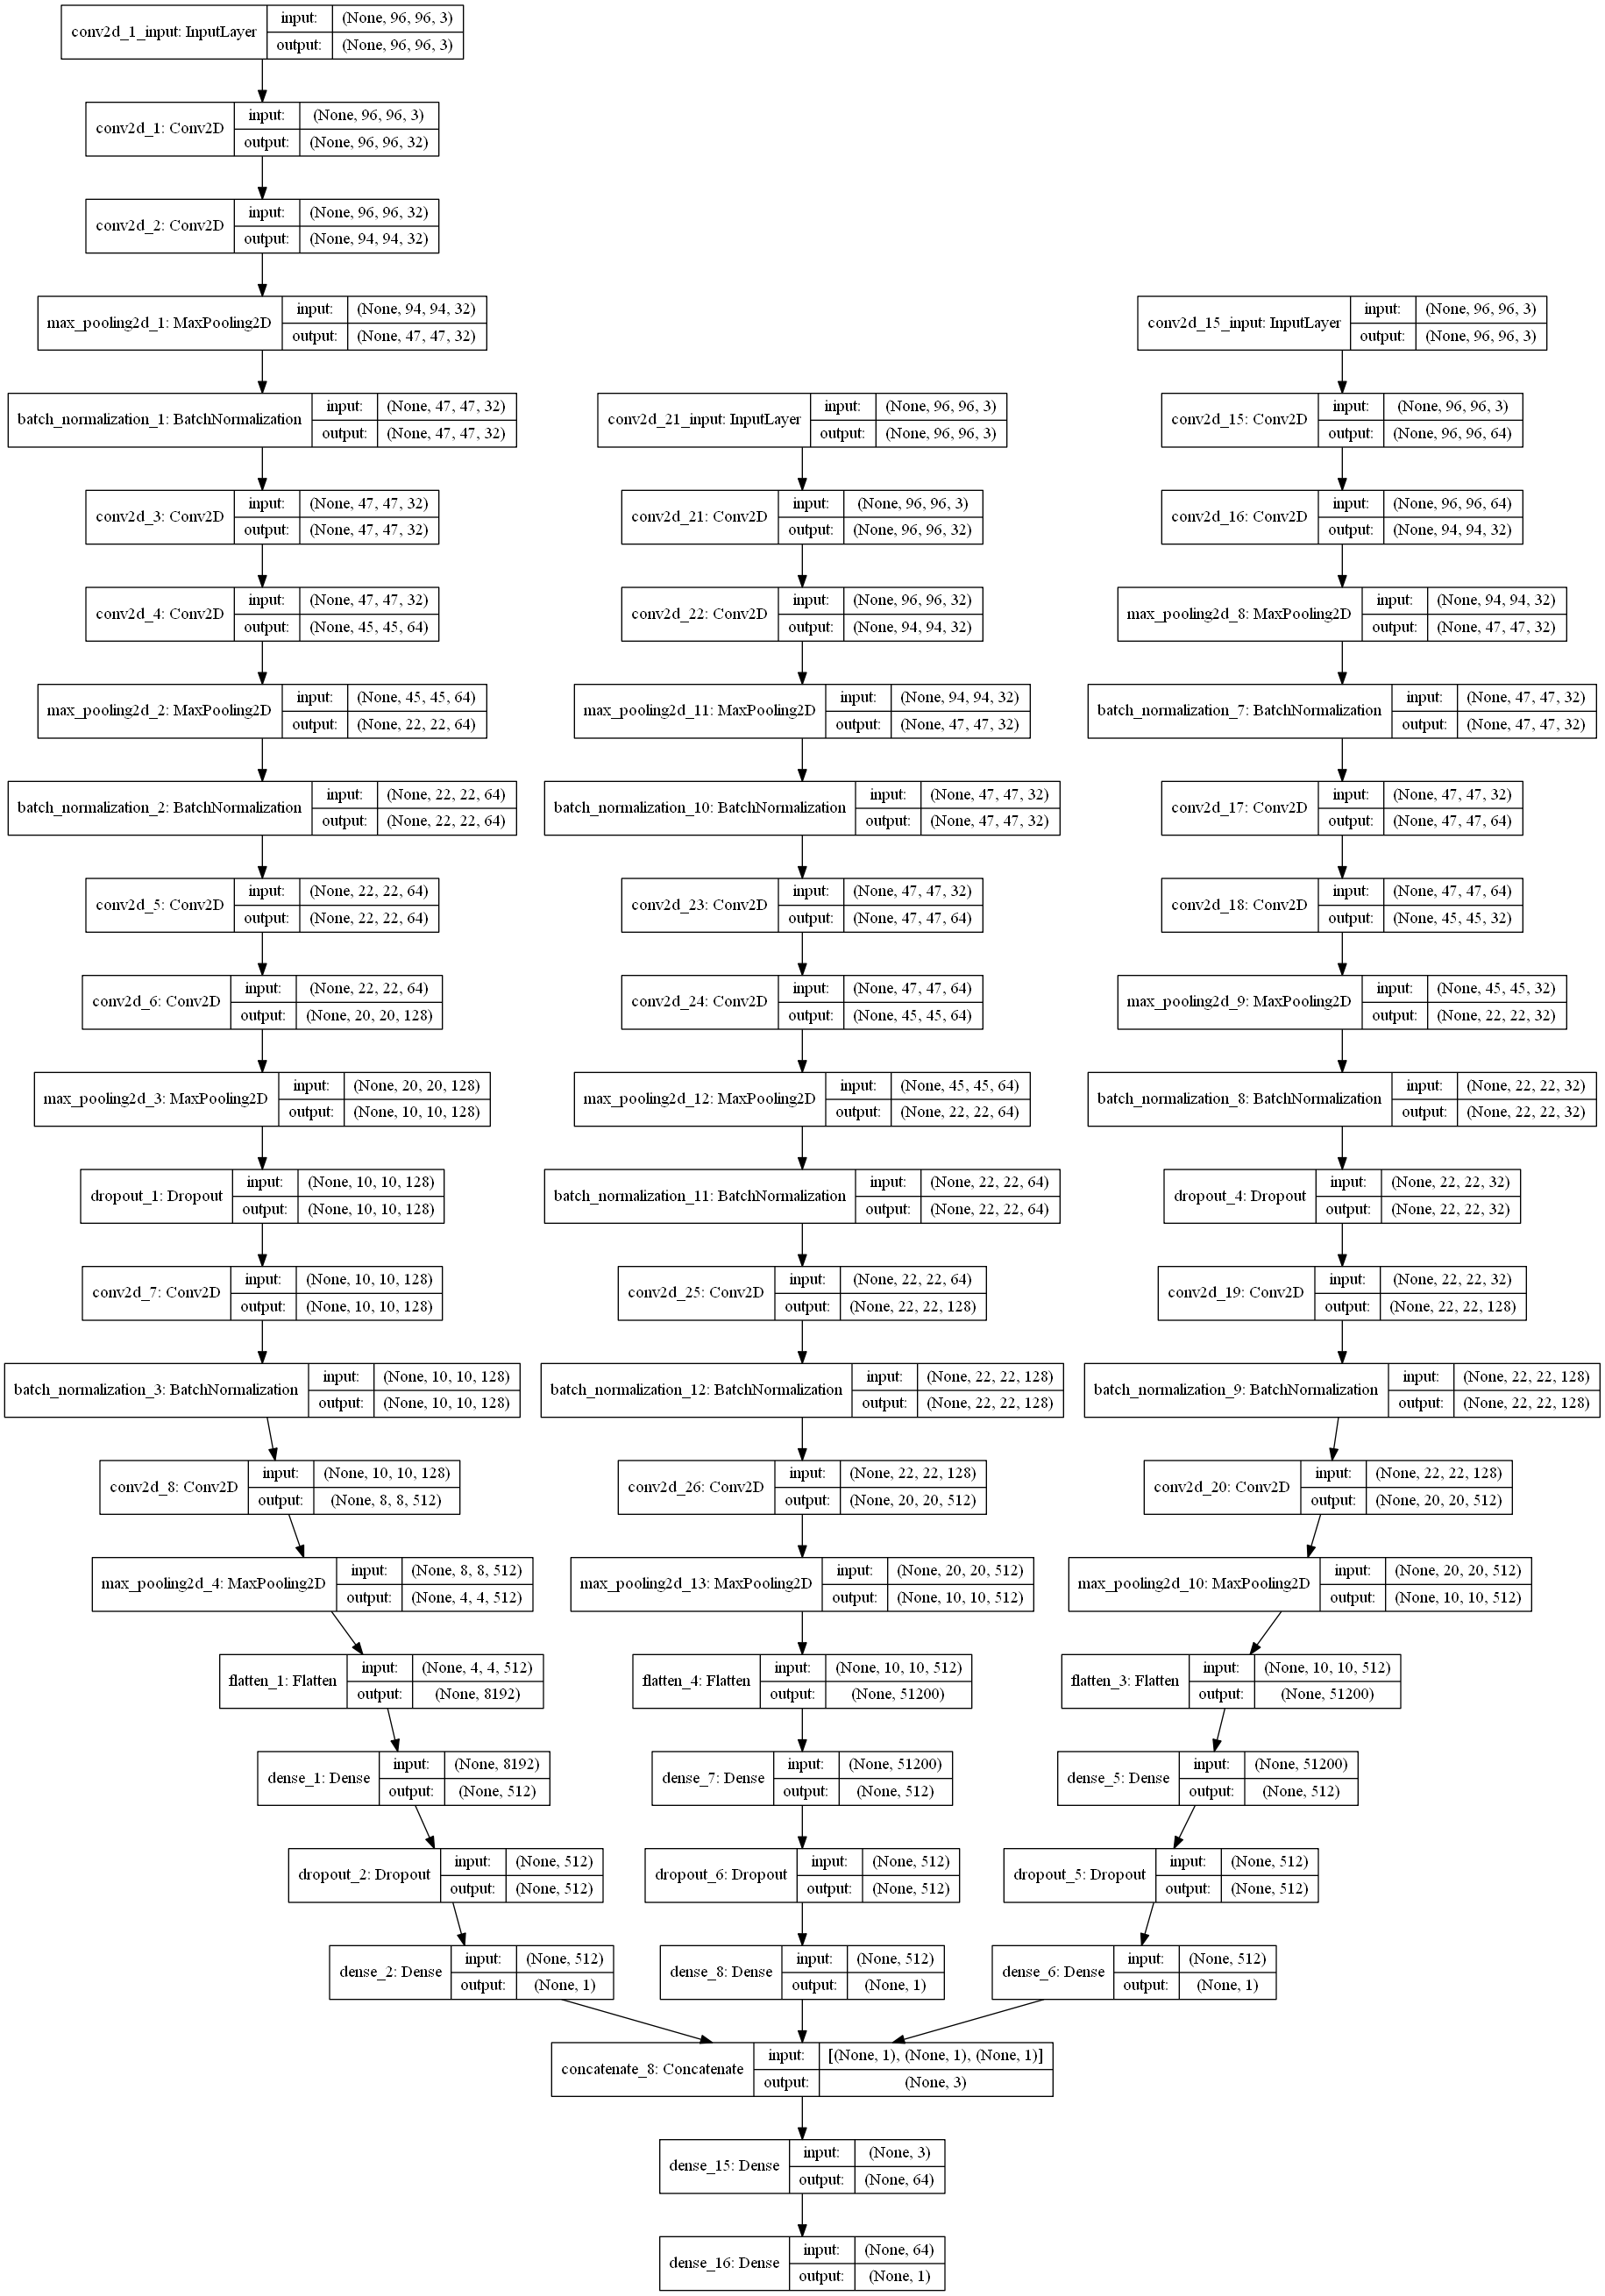 conv2d_1_input: InputLayer
input: (None, 96, 96, 3)
output: (None, 96, 96, 3)
conv2d_1: Conv2D
input: (None, 96, 96, 3)
output: (None, 96, 96, 32)
conv2d_2: Conv2D
input: (None, 96, 96, 32)
output: (None, 94, 94, 32)
max_pooling2d_1: MaxPooling2D
input: (None, 94, 94, 32)
output: (None, 47, 47, 32)
batch_normalization_1: BatchNormalization
input: (None, 47, 47, 32)
output: (None, 47, 47, 32)
conv2d_3: Conv2D
input: (None, 47, 47, 32)
output: (None, 47, 47, 32)
conv2d_4: Conv2D
input: (None, 47, 47, 32)
output: (None, 45, 45, 64)
max_pooling2d_2: MaxPooling2D
input: (None, 45, 45, 64)
output: (None, 22, 22, 64)
batch_normalization_2: BatchNormalization
input: (None, 22, 22, 64)
output: (None, 22, 22, 64)
conv2d_5: Conv2D
input: (None, 22, 22, 64)
output: (None, 22, 22, 64)
conv2d_6: Conv2D
input: (None, 22, 22, 64)
output: (None, 20, 20, 128)
max_pooling2d_3: MaxPooling2D
input: (None, 20, 20, 128)
output: (None, 10, 10, 128)
dropout_1: Dropout
input: (None, 10, 10, 128)
output: (None, 10, 10, 128)
conv2d_7: Conv2D
input: (None, 10, 10, 128)
output: (None, 10, 10, 128)
batch_normalization_3: BatchNormalization
input: (None, 10, 10, 128)
output: (None, 10, 10, 128)
conv2d_8: Conv2D
input: (None, 10, 10, 128)
output: (None, 8, 8, 512)
max_pooling2d_4: MaxPooling2D
input: (None, 8, 8, 512)
output: (None, 4, 4, 512)
flatten_1: Flatten
input: (None, 4, 4, 512)
output: (None, 8192)
dense_1: Dense
input: (None, 8192)
output: (None, 512)
dropout_2: Dropout
input: (None, 512)
output: (None, 512)
dense_2: Dense
input: (None, 512)
output: (None, 1)
conv2d_21_input: InputLayer
input: (None, 96, 96, 3)
output: (None, 96, 96, 3)
conv2d_21: Conv2D
input: (None, 96, 96, 3)
output: (None, 96, 96, 32)
conv2d_22: Conv2D
input: (None, 96, 96, 32)
output: (None, 94, 94, 32)
max_pooling2d_11: MaxPooling2D
input: (None, 94, 94, 32)
output: (None, 47, 47, 32)
batch_normalization_10: BatchNormalization
input: (None, 47, 47, 32)
output: (None, 47, 47, 32)
conv2d_23: Conv2D
input: (None, 47, 47, 32)
output: (None, 47, 47, 64)
conv2d_24: Conv2D
input: (None, 47, 47, 64)
output: (None, 45, 45, 64)
max_pooling2d_12: MaxPooling2D
input: (None, 45, 45, 64)
output: (None, 22, 22, 64)
batch_normalization_11: BatchNormalization
input: (None, 22, 22, 64)
output: (None, 22, 22, 64)
conv2d_25: Conv2D
input: (None, 22, 22, 64)
output: (None, 22, 22, 128)
batch_normalization_12: BatchNormalization
input: (None, 22, 22, 128)
output: (None, 22, 22, 128)
conv2d_26: Conv2D
input: (None, 22, 22, 128)
output: (None, 20, 20, 512)
max_pooling2d_13: MaxPooling2D
input: (None, 20, 20, 512)
output: (None, 10, 10, 512)
flatten_4: Flatten
input: (None, 10, 10, 512)
output: (None, 51200)
dense_7: Dense
input: (None, 51200)
output: (None, 512)
dropout_6: Dropout
input: (None, 512)
output: (None, 512)
dense_8: Dense
input: (None, 512)
output: (None, 1)
conv2d_15_input: InputLayer
input: (None, 96, 96, 3)
output: (None, 96, 96, 3)
conv2d_15: Conv2D
input: (None, 96, 96, 3)
output: (None, 96, 96, 64)
conv2d_16: Conv2D
input: (None, 96, 96, 64)
output: (None, 94, 94, 32)
max_pooling2d_8: MaxPooling2D
input: (None, 94, 94, 32)
output: (None, 47, 47, 32)
batch_normalization_7: BatchNormalization
input: (None, 47, 47, 32)
output: (None, 47, 47, 32)
conv2d_17: Conv2D
input: (None, 47, 47, 32)
output: (None, 47, 47, 64)
conv2d_18: Conv2D
input: (None, 47, 47, 64)
output: (None, 45, 45, 32)
max_pooling2d_9: MaxPooling2D
input: (None, 45, 45, 32)
output: (None, 22, 22, 32)
batch_normalization_8: BatchNormalization
input: (None, 22, 22, 32)
output: (None, 22, 22, 32)
dropout_4: Dropout
input: (None, 22, 22, 32)
output: (None, 22, 22, 32)
conv2d_19: Conv2D
input: (None, 22, 22, 32)
output: (None, 22, 22, 128)
batch_normalization_9: BatchNormalization
input: (None, 22, 22, 128)
output: (None, 22, 22, 128)
conv2d_20: Conv2D
input: (None, 22, 22, 128)
output: (None, 20, 20, 512)
max_pooling2d_10: MaxPooling2D
input: (None, 20, 20, 512)
output: (None, 10, 10, 512)
flatten_3: Flatten
input: (None, 10, 10, 512)
output: (None, 51200)
dense_5: Dense
input: (None, 51200)
output: (None, 512)
dropout_5: Dropout
input: (None, 512)
output: (None, 512)
dense_6: Dense
input: (None, 512)
output: (None, 1)
concatenate_8: Concatenate
input: [(None, 1), (None, 1), (None, 1)]
output: (None, 3)
dense_15: Dense
input: (None, 3)
output: (None, 64)
dense_16: Dense
input: (None, 64)
output: (None, 1)